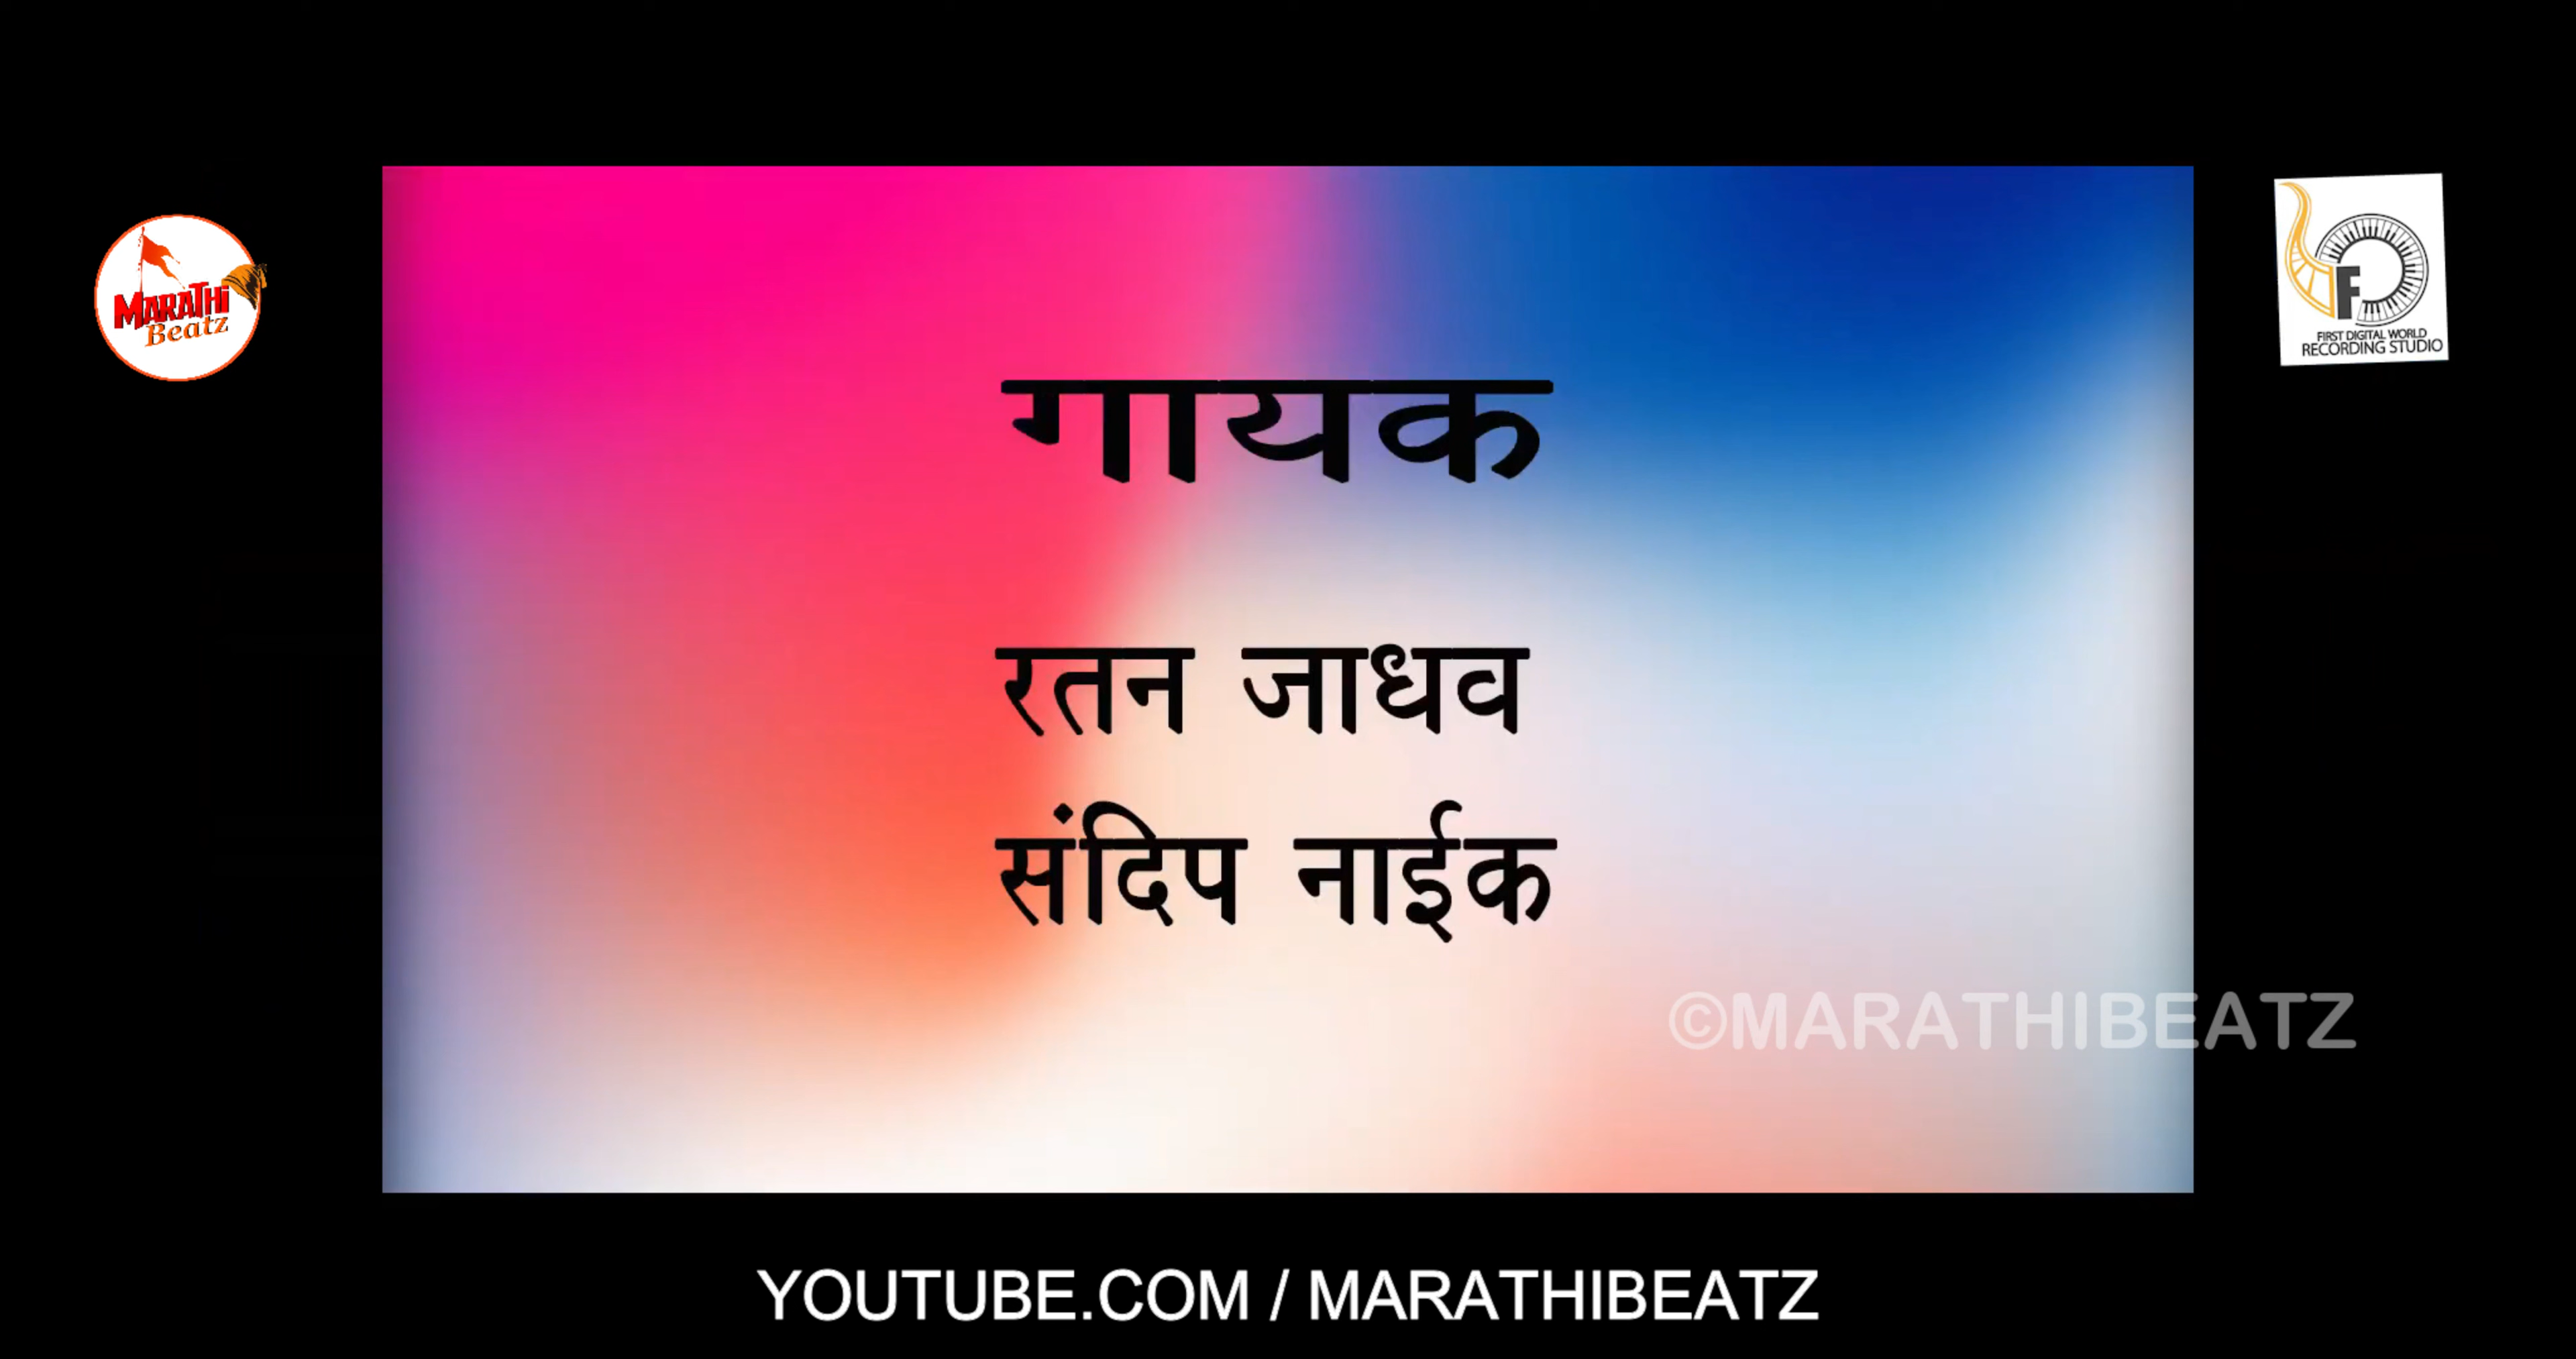 MARATHI
Beatz
F
FIRST DIGITAL WORLD
RECORDING STUDIO
गायक
रतन जाधव
संदिप नाईक
©MARATHIBEATZ
YOUTUBE.COM / MARATHIBEATZ